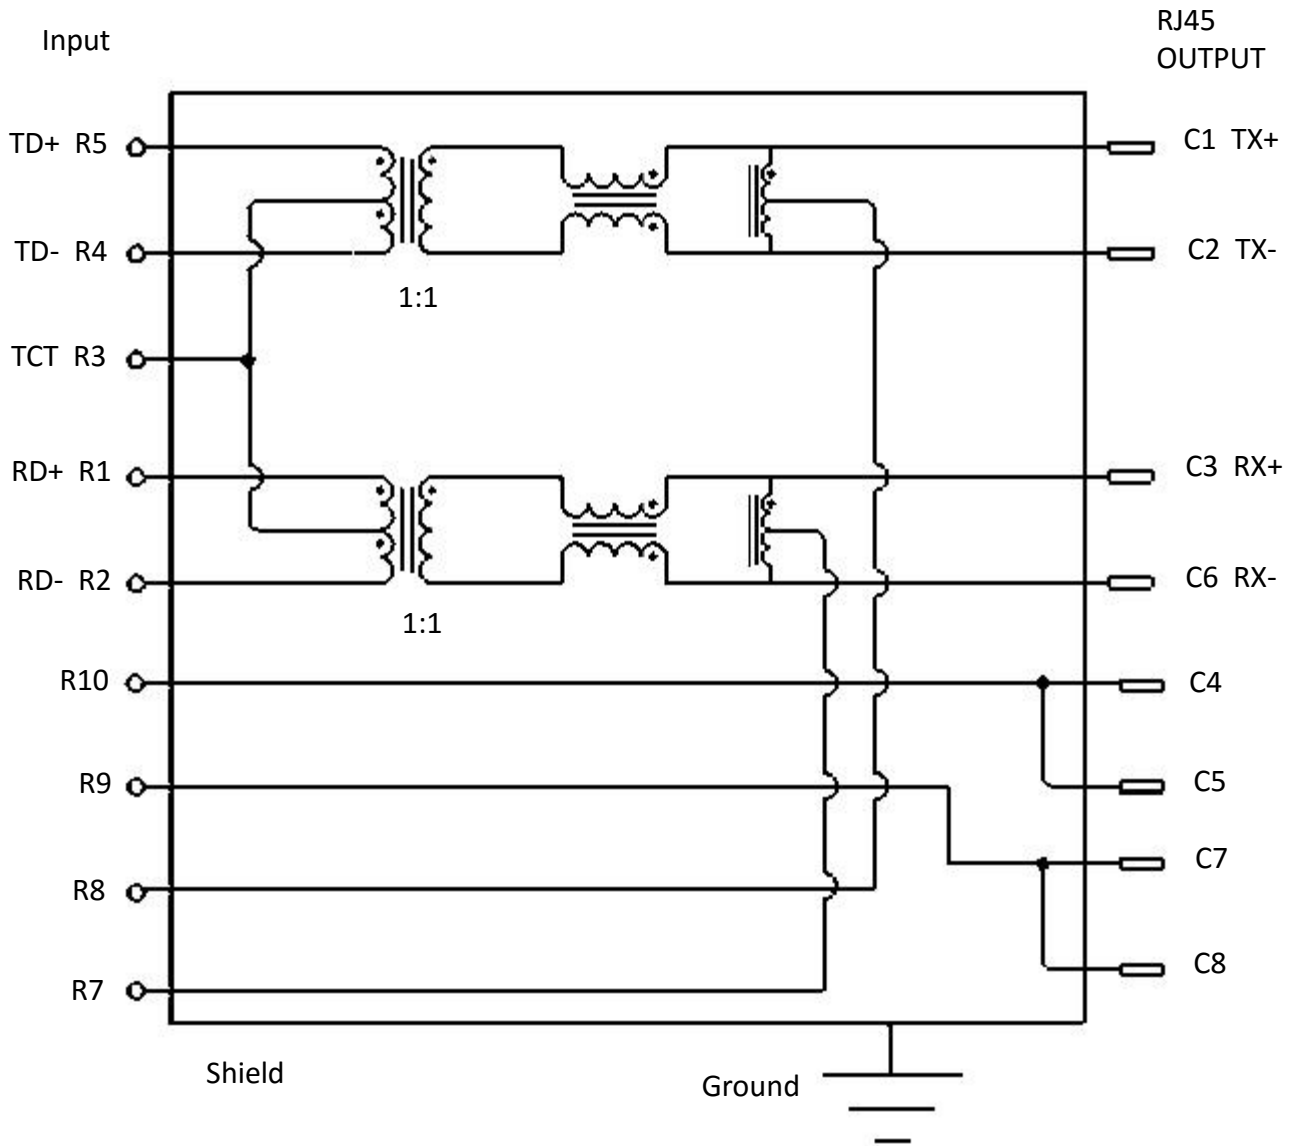 Input
RJ45
OUTPUT
TD+ R5
C1 TX+
TD- R4
C2 TX-
1:1
TCT R3
RD+ R1
C3 RX+
RD- R2
C6 RX-
1:1
R10
C4
R9
C5
C7
R8
C8
R7
Shield
Ground